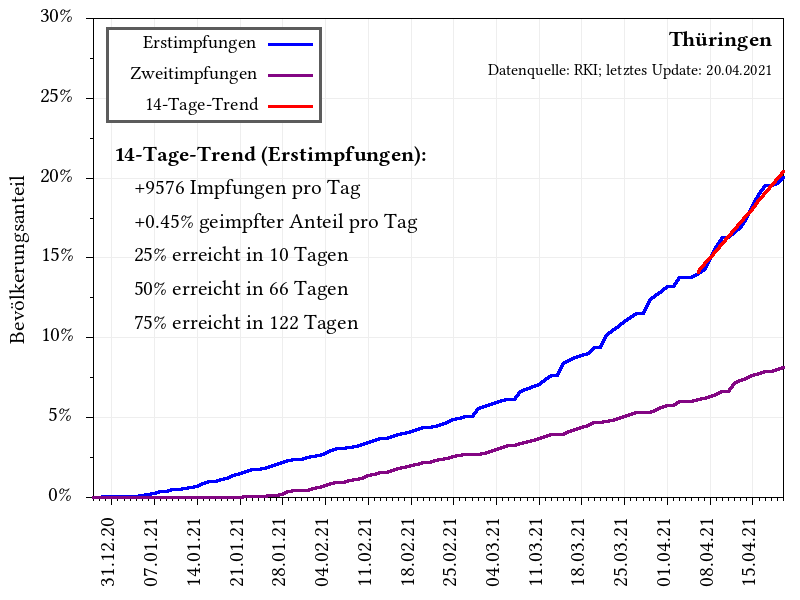 30%
25%
20%
15%
10%
5%
0%
Bevölkerungsanteil
Erstimpfungen
Zweitimpfungen
14-Tage-Trend
Thüringen
Datenquelle: RKI; letztes Update: 20.04.2021
14-Tage-Trend (Erstimpfungen):
+9576 Impfungen pro Tag
+0.45% geimpfter Anteil pro Tag
25% erreicht in 10 Tagen
50% erreicht in 66 Tagen
75% erreicht in 122 Tagen
31.12.20
07.01.21
14.01.21
21.01.21
28.01.21
04.02.21
11.02.21
18.02.21
25.02.21
04.03.21
11.03.21
18.03.21
25.03.21
01.04.21
08.04.21
15.04.21